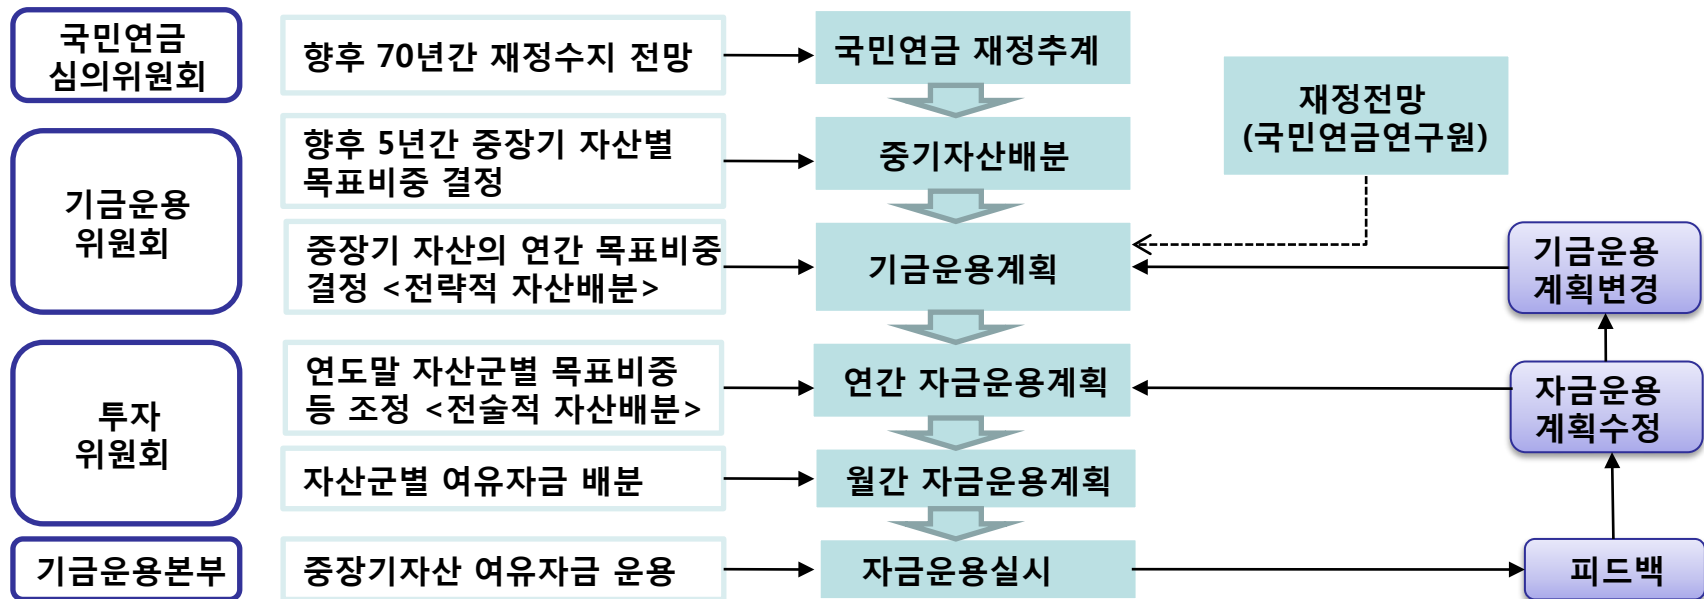 국민연금
심의위원회
향후 70년간 재정수지 전망
국민연금 재정추계
재정전망
(국민연금연구원)
기금운용
위원회
향후 5년간 중장기 자산별
목표비중 결정
중기자산배분
중장기 자산의 연간 목표비중
결정 <전략적 자산배분>
기금운용계획
기금운용
계획변경
투자
위원회
연도말 자산군별 목표비중
등 조정 <전술적 자산배분>
연간 자금운용계획
자금운용
계획수정
자산군별 여유자금 배분
월간 자금운용계획
기금운용본부
중장기자산 여유자금 운용
자금운용실시
피드백